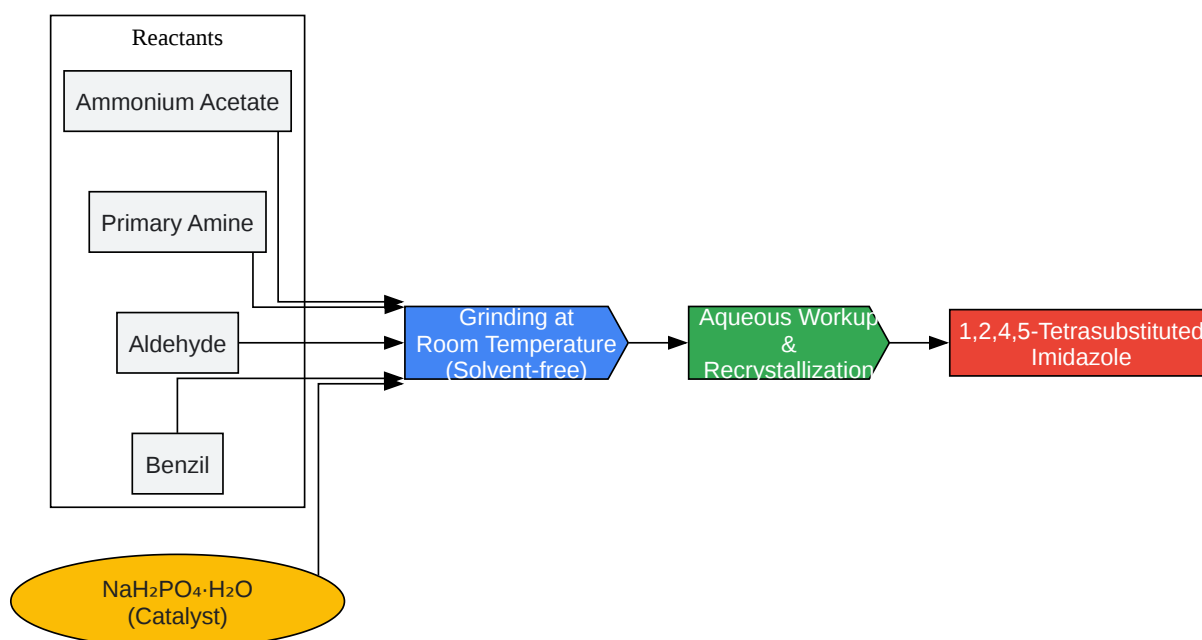 Reactants
Ammonium Acetate
Primary Amine
Aldehyde
Benzil
NaH₂PO₄·H₂O
(Catalyst)
Grinding at
Room Temperature
(Solvent-free)
Aqueous Workup
&
Recrystallization
1,2,4,5-Tetrasubstituted
Imidazole